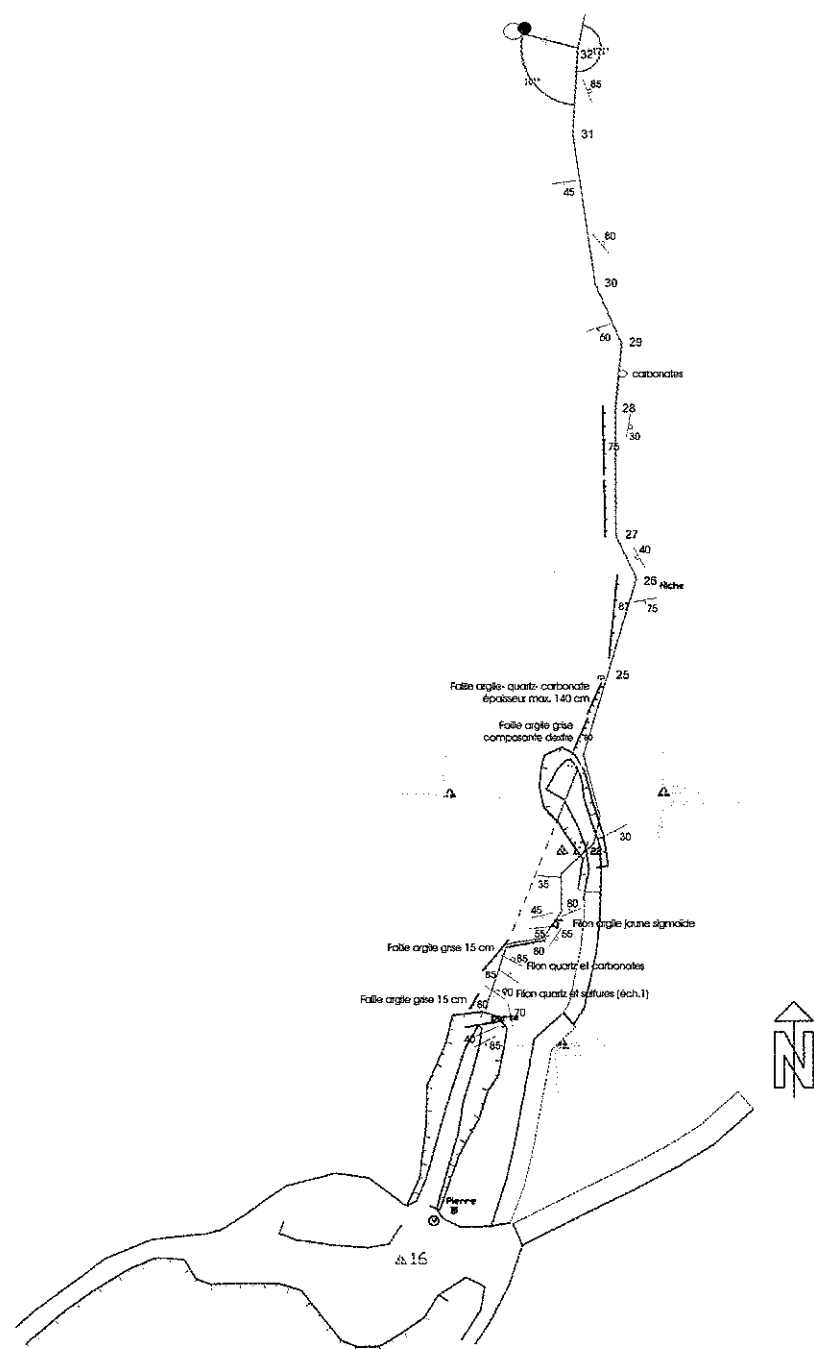 32
85
31
45
80
30
60
29
carbonates
28
30
75
27
40
26 Niche
87
75
25
Faille argile- quartz- carbonate
épaisseur max. 140 cm
Faille argile grise
composante dextre
30
22
35
45
80
Filon argile jaune sigmoïde
55
55
80
Faille argile grise 15 cm
85
Filon quartz et carbonates
85
90
Filon quartz et sulfures (éch.1)
Faille argile grise 15 cm
80
70
Porte
40
85
N
Pierre
16